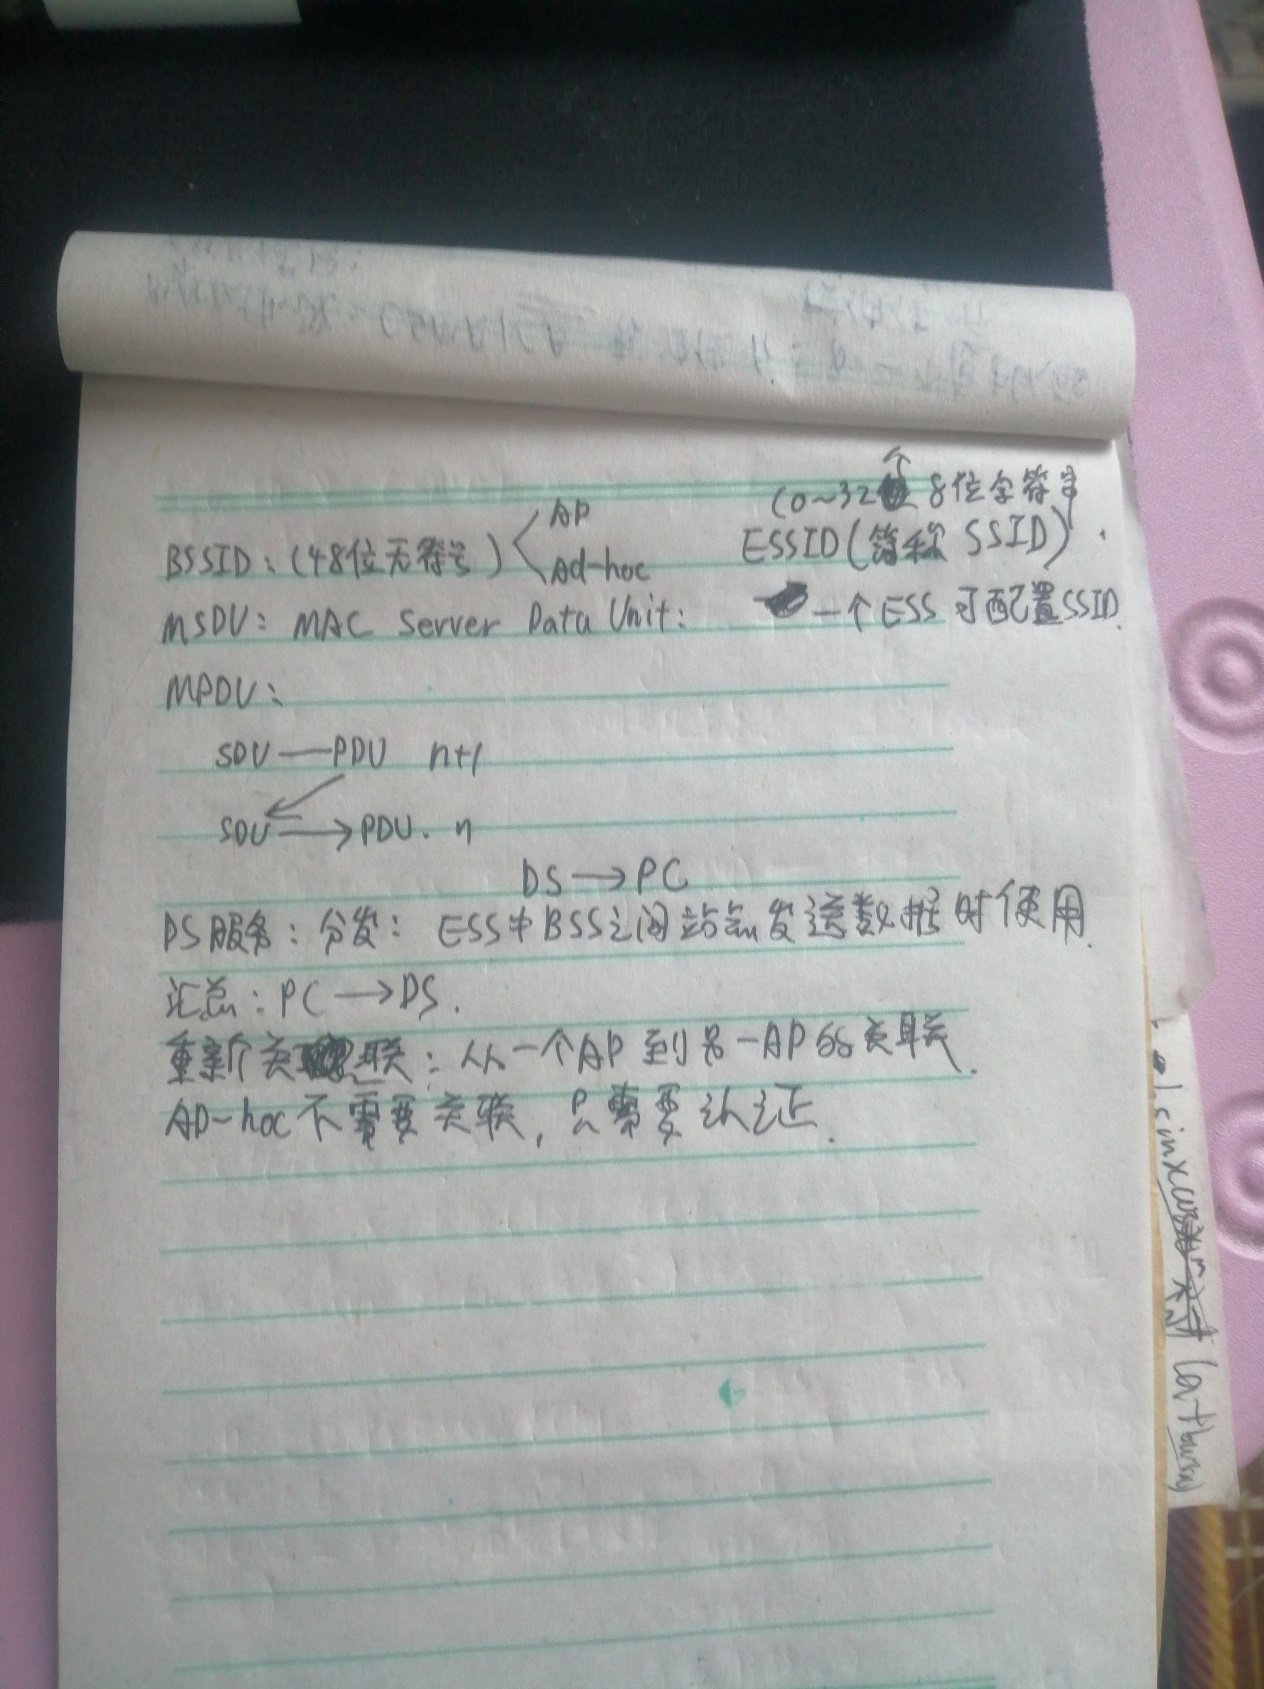 (0~32个 8位字符串)
BSSID:(48位无符号) AP
Ad-hoc
ESSID(简称 SSID)
MSDU: MAC Server Data Unit:
一个ESS可配置SSID.
MPDU:
SDU—PDU n+1
SDU→PDU. n
DS→PC
DS服务: 分发: ESS中BSS之间站点发送数据时使用.
汇总: PC→DS.
重新关联: 从一个AP到另一AP的关联.
AD-hoc不需要关联,只需要认证.
sinx